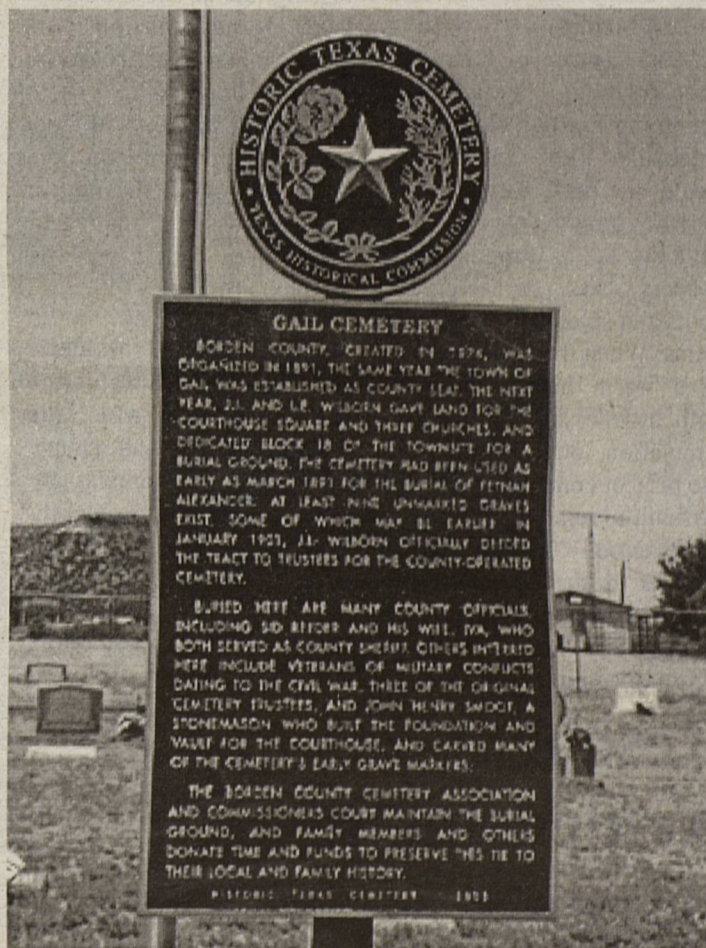 HISTORIC TEXAS CEMETERY
TEXAS HISTORICAL COMMISSION
GAIL CEMETERY
BORDEN COUNTY, CREATED IN 1876, WAS
ORGANIZED IN 1891, THE SAME YEAR THE TOWN OF
GAIL WAS ESTABLISHED AS COUNTY SEAT. THE NEXT
YEAR, J.I. AND L.E. WILBORN GAVE LAND FOR THE
COURTHOUSE SQUARE AND THREE CHURCHES, AND
DEDICATED BLOCK 18 OF THE TOWNSITE FOR A
BURIAL GROUND. THE CEMETERY HAD BEEN USED AS
EARLY AS MARCH 1891 FOR THE BURIAL OF FETNAH
ALEXANDER; AT LEAST NINE UNMARKED GRAVES
EXIST, SOME OF WHICH MAY BE EARLIER. IN
JANUARY WILBORN OFFICIALLY DEEDED
THE TRACT TO TRUSTEES FOR THE COUNTY-OPERATED
CEMETERY.
BURIED HERE ARE MANY COUNTY OFFICIALS,
INCLUDING SID REEDER AND HIS WIFE, IVA, WHO
BOTH SERVED AS COUNTY SHERIFF. OTHERS INTERRED
HERE INCLUDE VETERANS OF MILITARY CONFLICTS
DATING TO THE CIVIL WAR, THREE OF THE ORIGINAL
CEMETERY TRUSTEES, AND JOHN HENRY SMOOT, A
STONEMASON WHO BUILT THE FOUNDATION AND
VAULT FOR THE COURTHOUSE, AND CARVED MANY
OF THE CEMETERY'S EARLY GRAVE MARKERS.
THE BORDEN COUNTY CEMETERY ASSOCIATION
AND COMMISSIONERS COURT MAINTAIN THE BURIAL
GROUND, AND FAMILY MEMBERS AND OTHERS
DONATE TIME AND FUNDS TO PRESERVE THIS TIE TO
THEIR LOCAL AND FAMILY HISTORY.
HISTORIC TEXAS CEMETERY